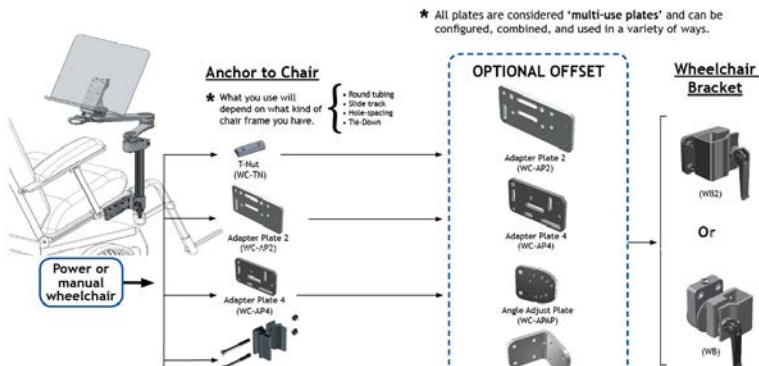 * All plates are considered 'multi-use plates' and can be
configured, combined, and used in a variety of ways.
Anchor to Chair
* What you use will
depend on what kind of
chair frame you have.
• Round tubing
• Slide track
• Hole-spacing
• Tie-Down
OPTIONAL OFFSET
Wheelchair
Bracket
T-Nut
(WC-TN)
Adapter Plate 2
(WC-AP2)
Adapter Plate 2
(WC-AP2)
(WB2)
Adapter Plate 4
(WC-AP4)
Or
Power or
manual
wheelchair
Adapter Plate 4
(WC-AP4)
Angle Adjust Plate
(WC-APAP)
(WB)